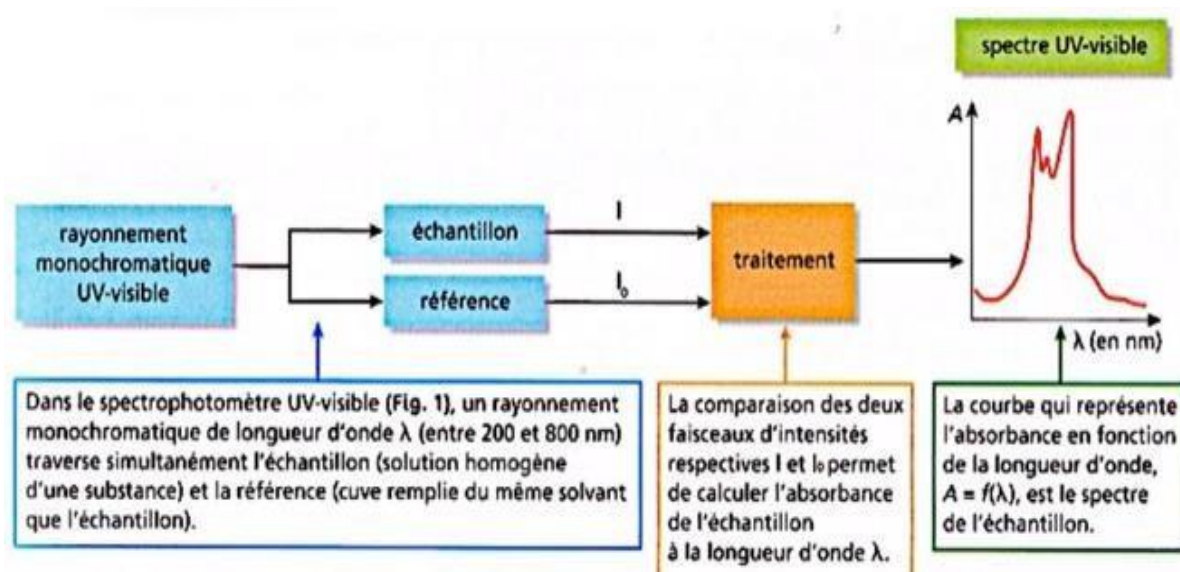 spectre UV-visible
A
rayonnement
monochromatique
UV-visible
échantillon
I
référence
I₀
traitement
λ (en nm)
Dans le spectrophotomètre UV-visible (Fig. 1), un rayonnement
monochromatique de longueur d'onde λ (entre 200 et 800 nm)
traverse simultanément l'échantillon (solution homogène
d'une substance) et la référence (cuve remplie du même solvant
que l'échantillon).
La comparaison des deux
faisceaux d'intensités
respectives I et I₀ permet
de calculer l'absorbance
de l'échantillon
à la longueur d'onde λ.
La courbe qui représente
l'absorbance en fonction
de la longueur d'onde,
A = f(λ), est le spectre
de l'échantillon.